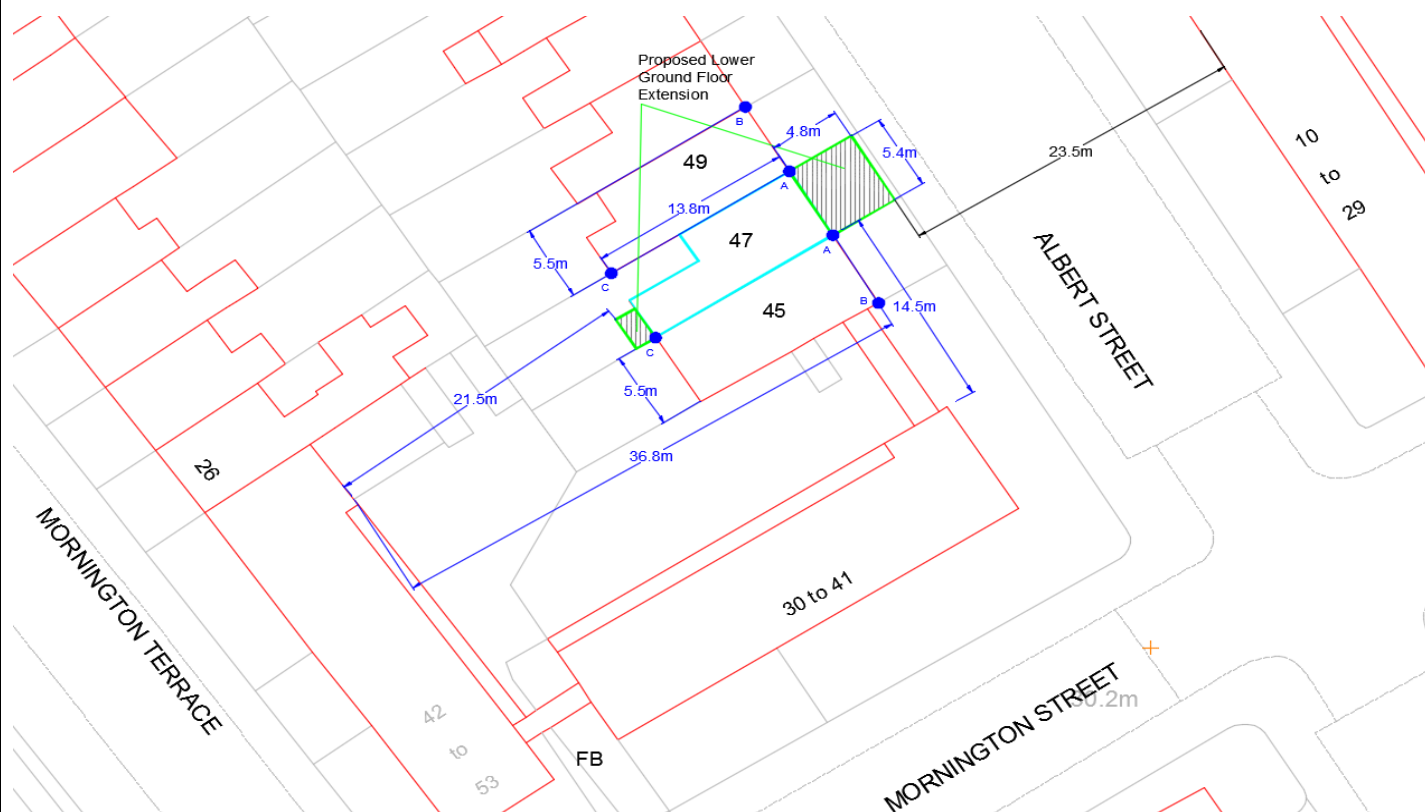 Proposed Lower
Ground Floor
Extension
B
4.8m
49
5.4m
23.5m
10
to
29
A
13.8m
47
ALBERT STREET
5.5m
A
C
45
B
14.5m
C
5.5m
21.5m
36.8m
26
MORNINGTON TERRACE
30 to 41
42
to
53
FB
MORNINGTON STREET